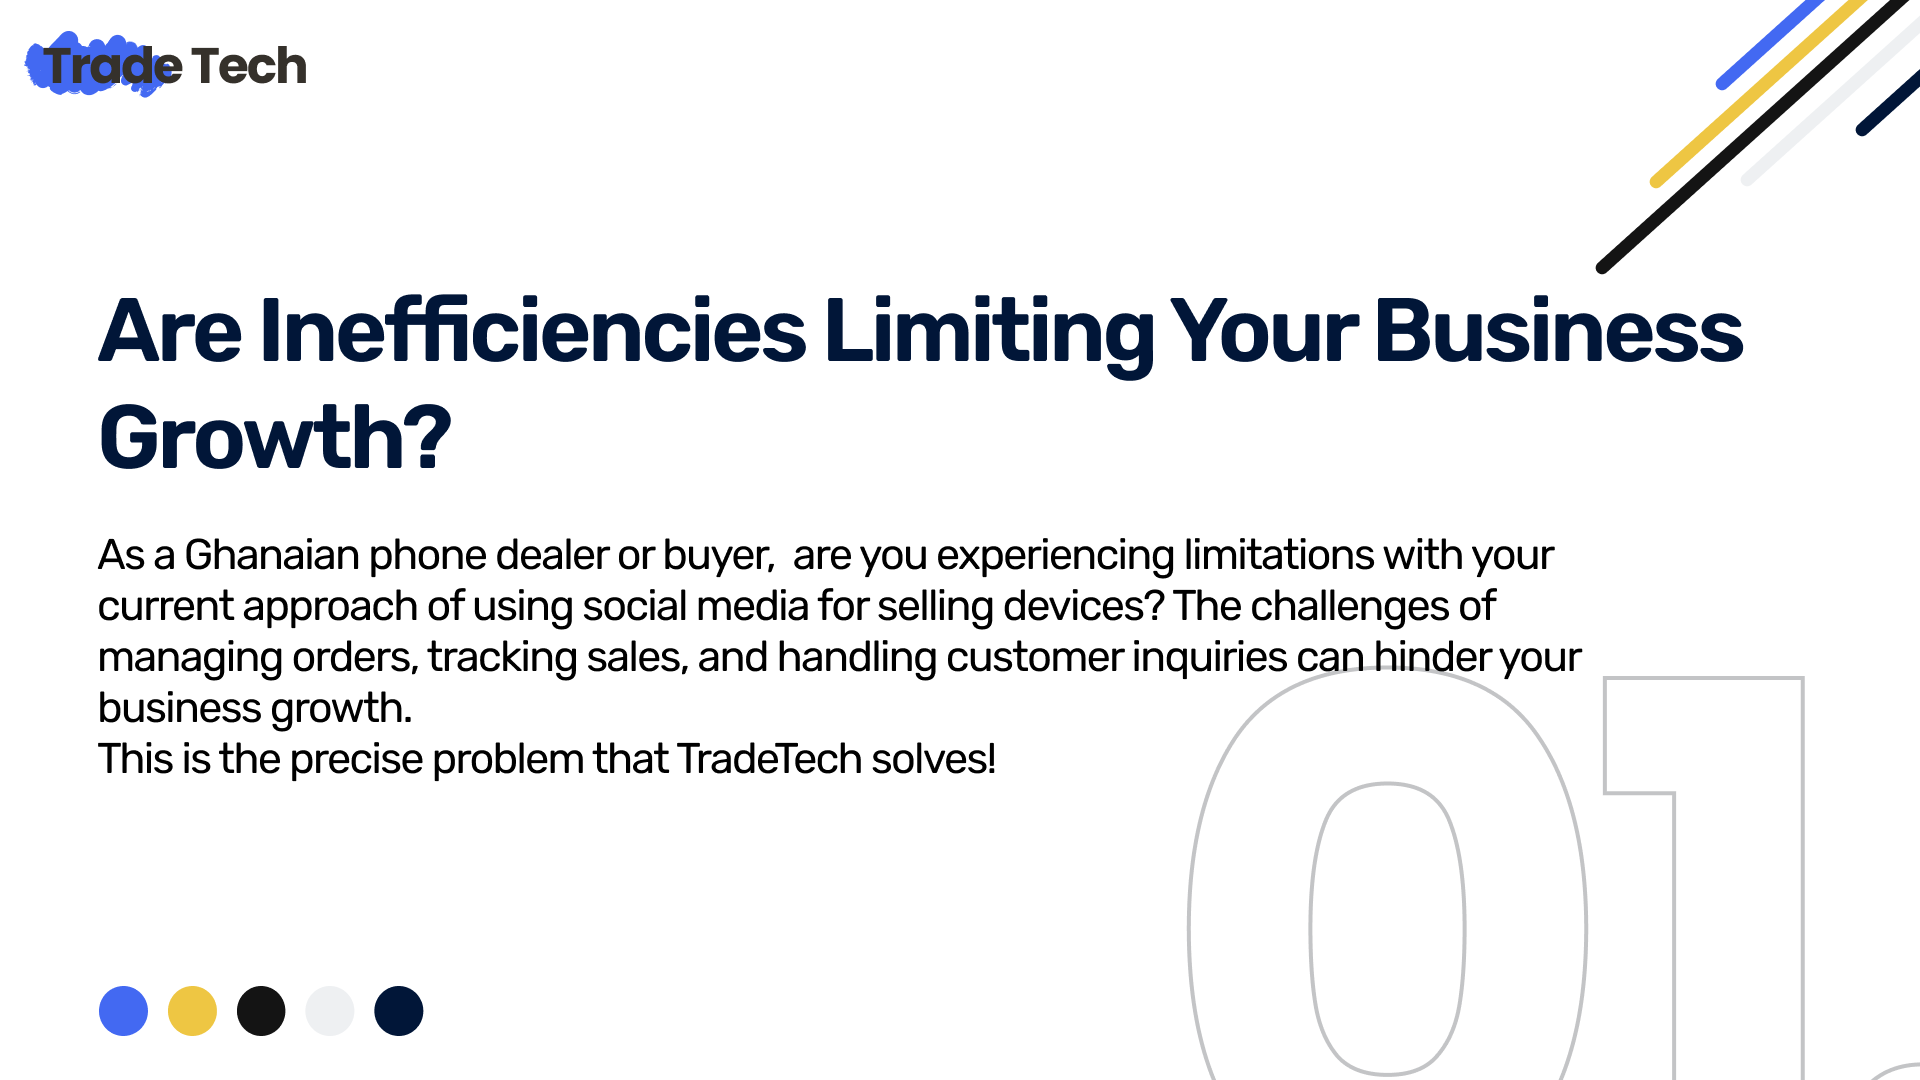 Trade Tech
Are Inefficiencies Limiting Your Business
Growth?
As a Ghanaian phone dealer or buyer,  are you experiencing limitations with your
current approach of using social media for selling devices? The challenges of
managing orders, tracking sales, and handling customer inquiries can hinder your
business growth.
This is the precise problem that TradeTech solves!
01.